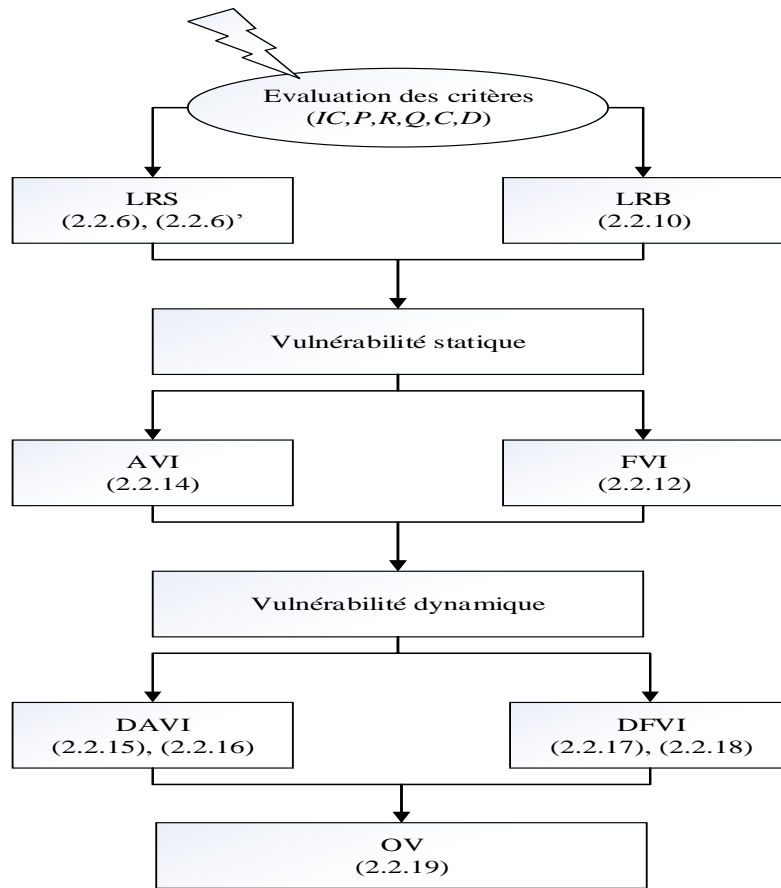 Evaluation des critères
(IC,P,R,Q,C,D)
LRS
(2.2.6), (2.2.6)’
LRB
(2.2.10)
Vulnérabilité statique
AVI
(2.2.14)
FVI
(2.2.12)
Vulnérabilité dynamique
DAVI
(2.2.15), (2.2.16)
DFVI
(2.2.17), (2.2.18)
OV
(2.2.19)